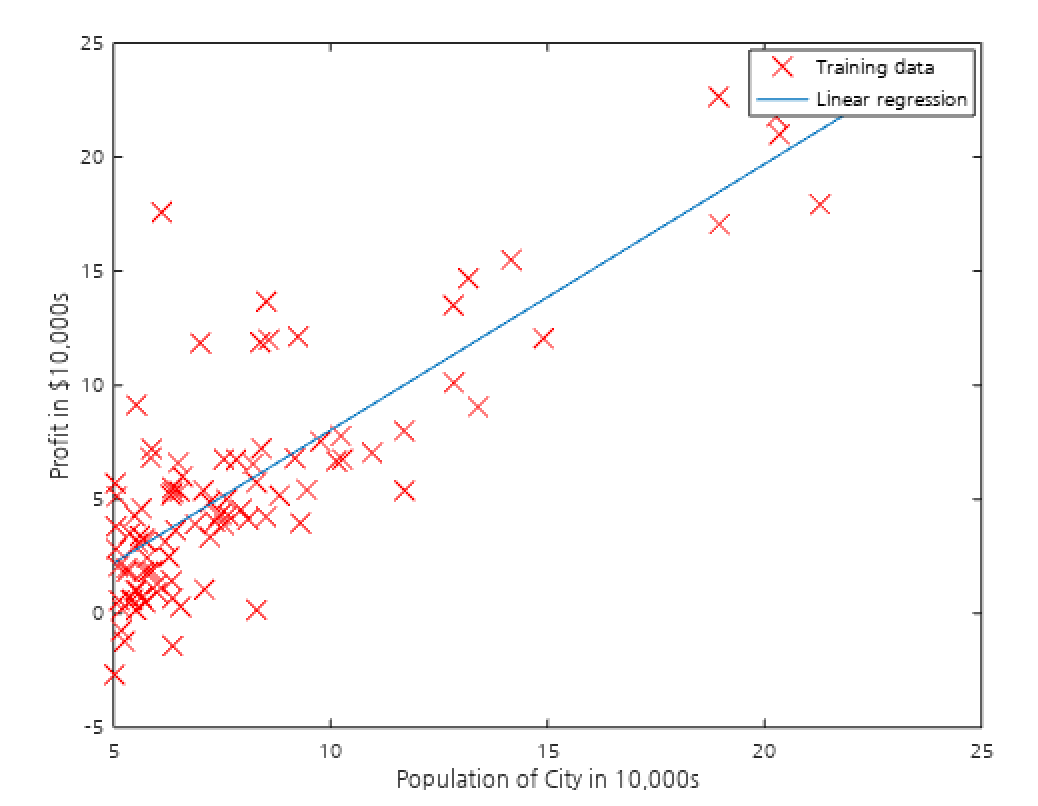 25
20
15
10
5
0
-5
5 10 15 20 25
Profit in $10,000s
Population of City in 10,000s
Training data
Linear regression